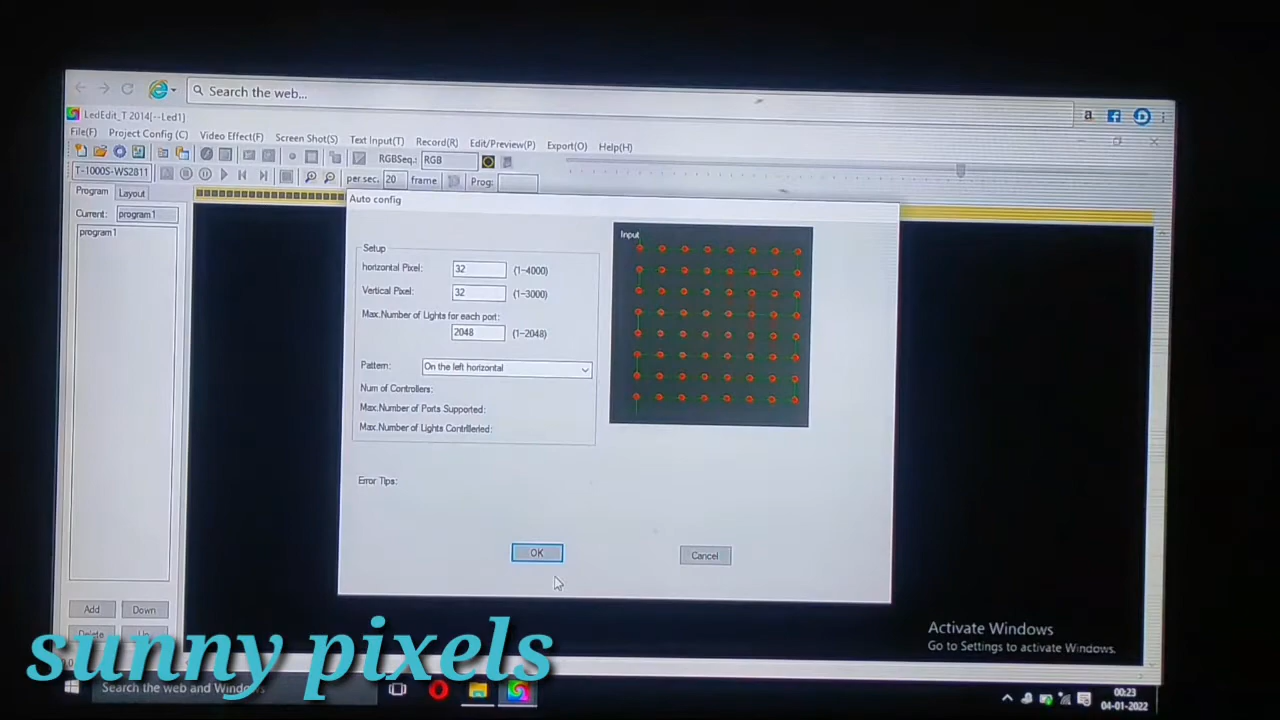 Search the web...
a
LedEdit_T 2014[--Led1]
File(F) Project Config (C) Video Effect(F) Screen Shot(S) Text Input(T) Record(R) Edit/Preview(P) Export(O) Help(H)
RGBSeq.: RGB
T-1000S-WS2811 per sec. 20 frame Prog:
Program Layout
Current: program1
program1
Auto config
Setup
horizontal Pixel: 32 (1-4000)
Vertical Pixel: 32 (1-3000)
Max.Number of Lights for each port:
2048 (1-2048)
Pattern: On the left horizontal
Num of Controllers:
Max.Number of Ports Supported:
Max.Number of Lights Contrlleried:
Error Tips:
Input
OK Cancel
Add Down
Delete Up
Activate Windows
Go to Settings to activate Windows.
sunny pixels
Search the web and Windows
00:23
04-01-2022